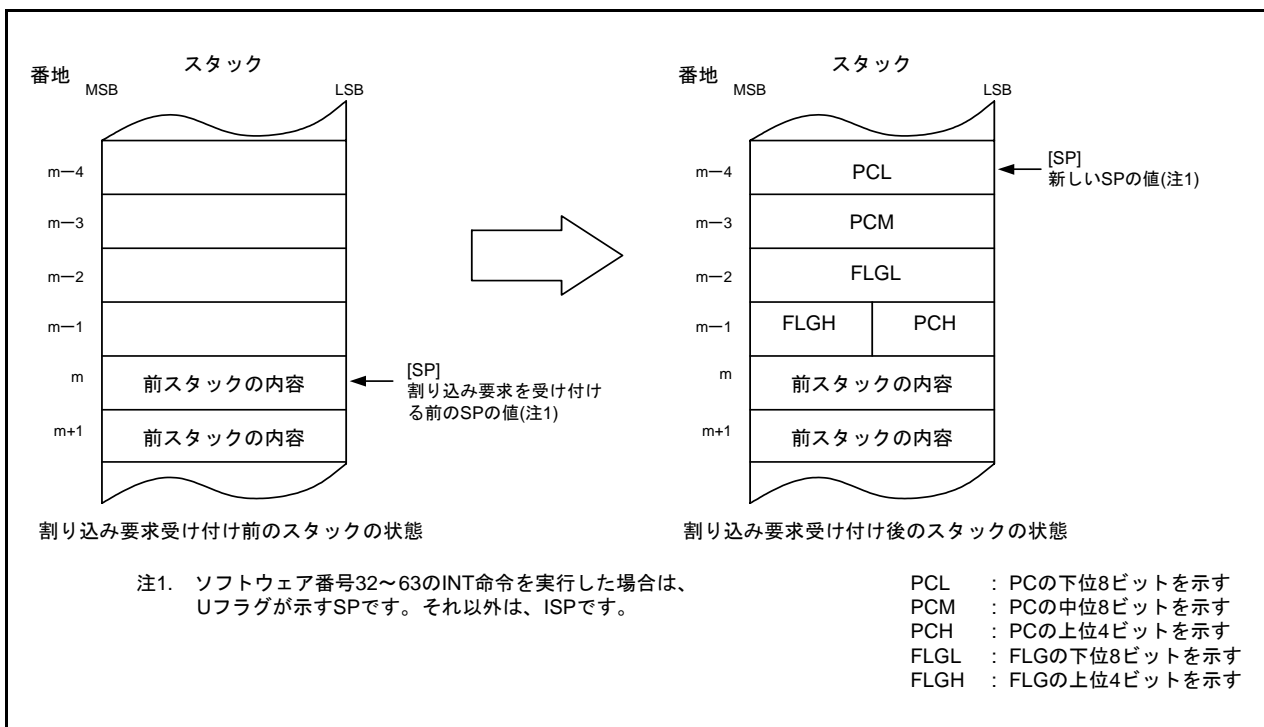 スタック
番地
MSB
LSB
m－4
m－3
m－2
m－1
m
前スタックの内容
m+1
前スタックの内容
[SP]
割り込み要求を受け付け
る前のSPの値(注1)
割り込み要求受け付け前のスタックの状態
スタック
番地
MSB
LSB
m－4
PCL
m－3
PCM
m－2
FLGL
m－1
FLGH
PCH
m
前スタックの内容
m+1
前スタックの内容
[SP]
新しいSPの値(注1)
割り込み要求受け付け後のスタックの状態
注1. ソフトウェア番号32～63のINT命令を実行した場合は、
Uフラグが示すSPです。それ以外は、ISPです。
PCL : PCの下位8ビットを示す
PCM : PCの中位8ビットを示す
PCH : PCの上位4ビットを示す
FLGL : FLGの下位8ビットを示す
FLGH : FLGの上位4ビットを示す